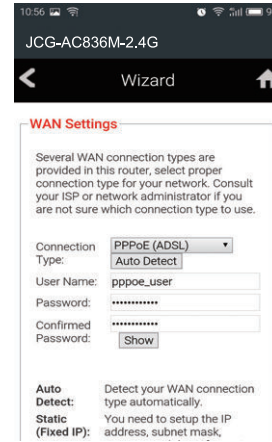 10:56
JCG-AC836M-2.4G
Wizard
WAN Settings
Several WAN connection types are
provided in this router, select proper
connection type for your network. Consult
your ISP or network administrator if you
are not sure which connection type to use.
Connection Type: PPPoE (ADSL)
Auto Detect
User Name: pppoe_user
Password: ••••••••••••
Confirmed Password: ••••••••••••
Show
Auto Detect: Detect your WAN connection
type automatically.
Static (Fixed IP): You need to setup the IP
address, subnet mask,